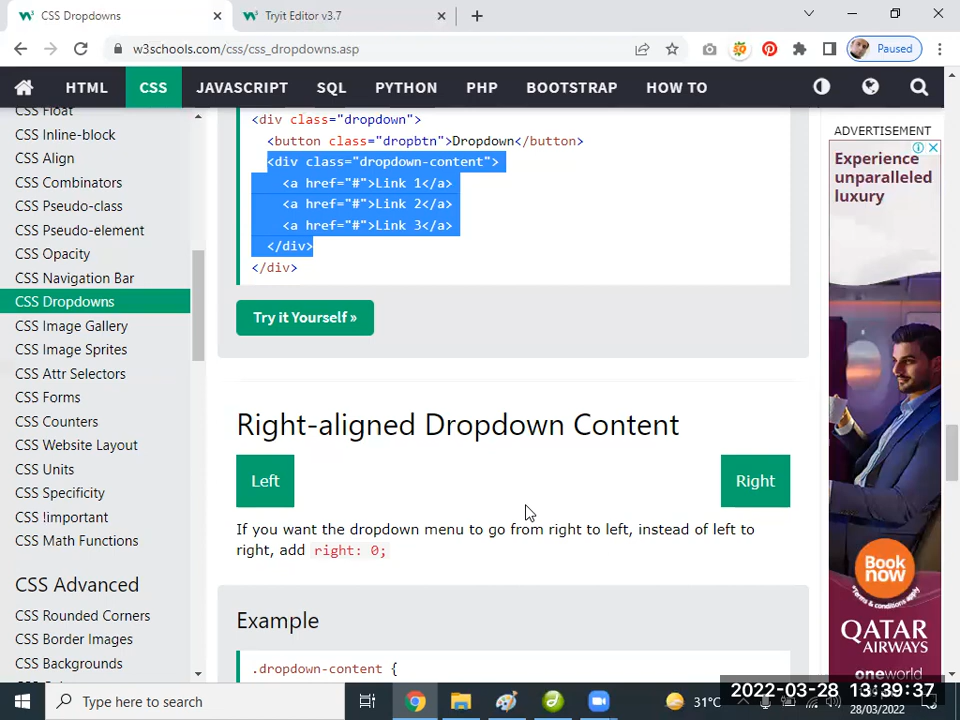 CSS Dropdowns
Tryit Editor v3.7
w3schools.com/css/css_dropdowns.asp
Paused
HTML
CSS
JAVASCRIPT
SQL
PYTHON
PHP
BOOTSTRAP
HOW TO
CSS Float
CSS Inline-block
CSS Align
CSS Combinators
CSS Pseudo-class
CSS Pseudo-element
CSS Opacity
CSS Navigation Bar
CSS Dropdowns
CSS Image Gallery
CSS Image Sprites
CSS Attr Selectors
CSS Forms
CSS Counters
CSS Website Layout
CSS Units
CSS Specificity
CSS !important
CSS Math Functions
CSS Advanced
CSS Rounded Corners
CSS Border Images
CSS Backgrounds
<div class="dropdown">
<button class="dropbtn">Dropdown</button>
<div class="dropdown-content">
<a href="#">Link 1</a>
<a href="#">Link 2</a>
<a href="#">Link 3</a>
</div>
</div>
Try it Yourself »
Right-aligned Dropdown Content
Left
Right
If you want the dropdown menu to go from right to left, instead of left to
right, add right: 0;
Example
.dropdown-content {
ADVERTISEMENT
Experience
unparalleled
luxury
Book
now
*Terms & conditions apply
QATAR
AIRWAYS
oneworld
Type here to search
31°C
2022-03-28 13:39:37
28/03/2022